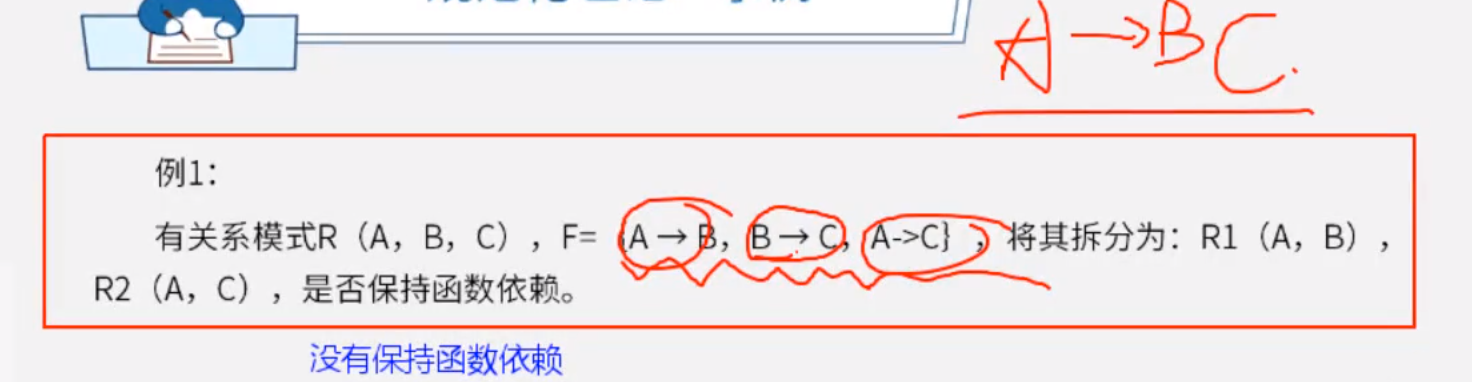 A→BC.
例1：
有关系模式R（A，B，C），F={A→B，B→C，A->C}，将其拆分为：R1（A，B），
R2（A，C），是否保持函数依赖。
没有保持函数依赖